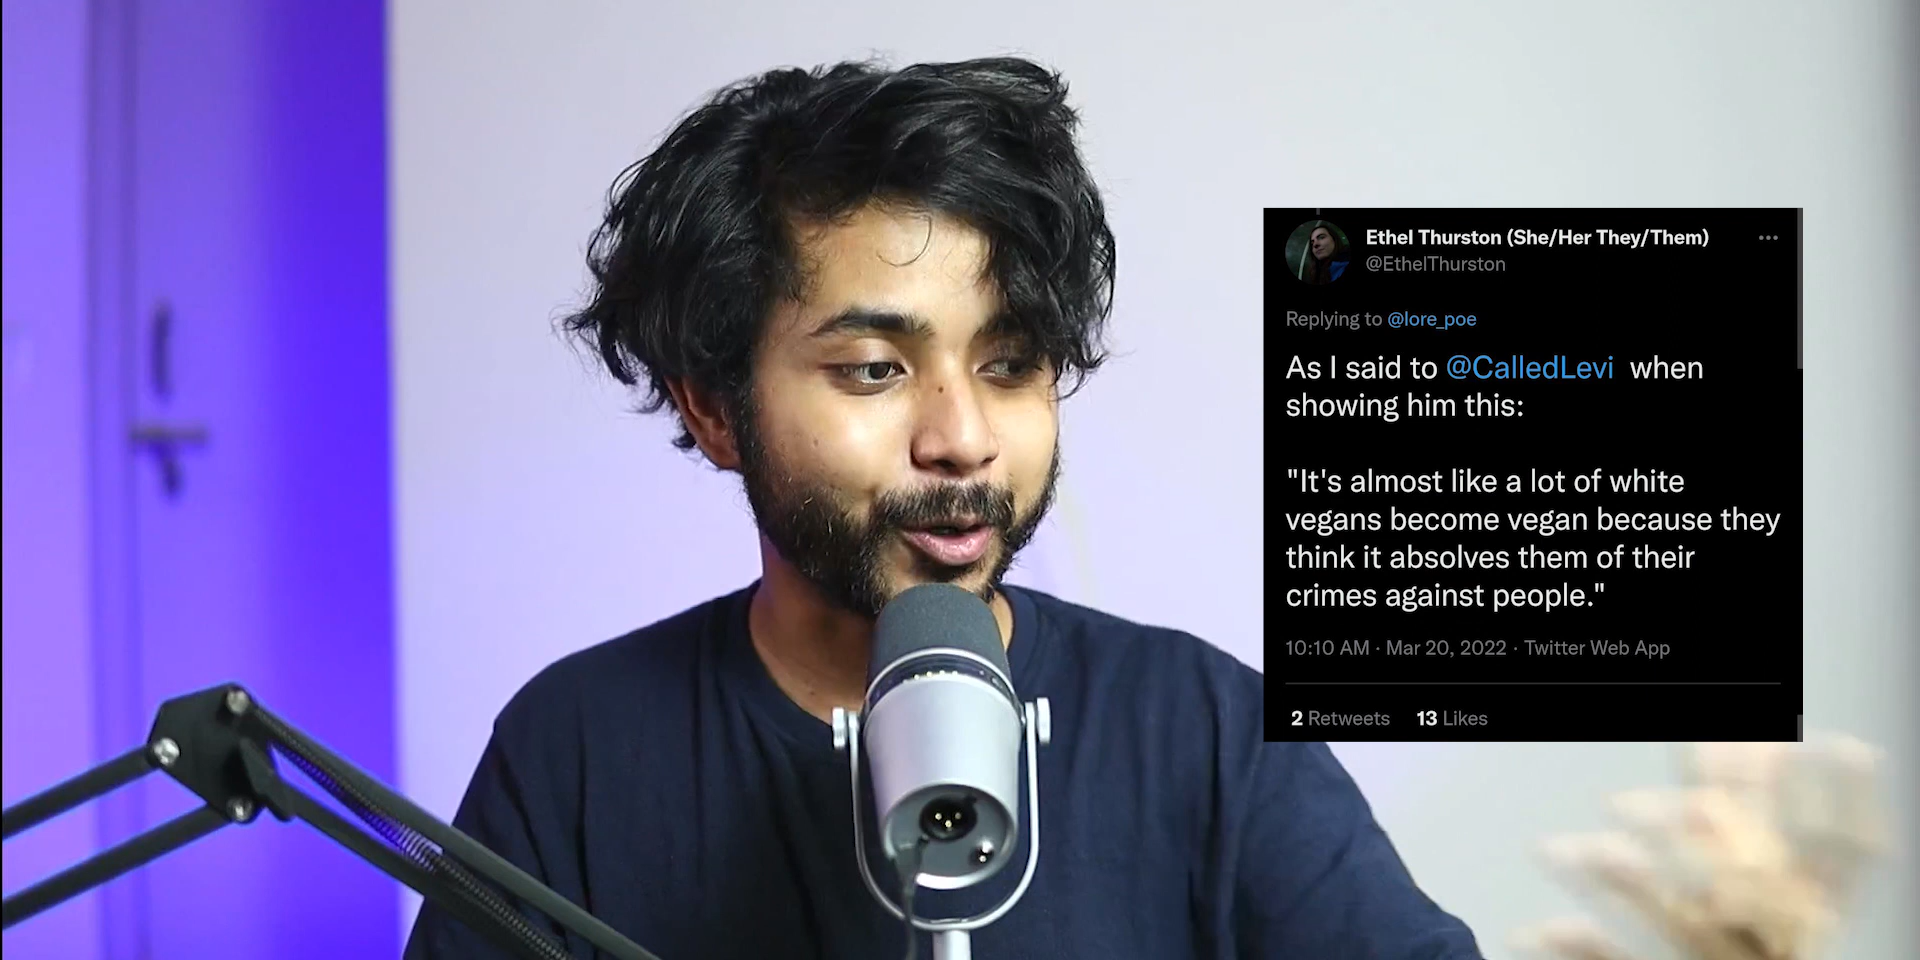 Ethel Thurston (She/Her They/Them)
@EthelThurston
Replying to @lore_poe
As I said to @CalledLevi when
showing him this:
"It's almost like a lot of white
vegans become vegan because they
think it absolves them of their
crimes against people."
10:10 AM · Mar 20, 2022 · Twitter Web App
2 Retweets 13 Likes